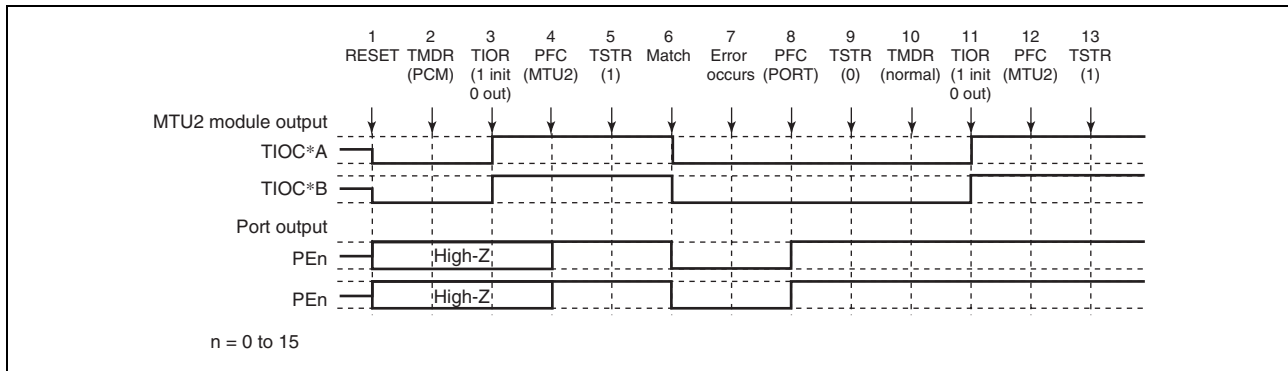 1 2 3 4 5 6 7 8 9 10 11 12 13
RESET TMDR TIOR PFC TSTR Match Error PFC TSTR TMDR TIOR PFC TSTR
(PCM) (1 init (MTU2) (1) occurs (PORT) (0) (normal) (1 init (MTU2) (1)
0 out) 0 out)
MTU2 module output
TIOC*A
TIOC*B
Port output
PEn High-Z
PEn High-Z
n = 0 to 15